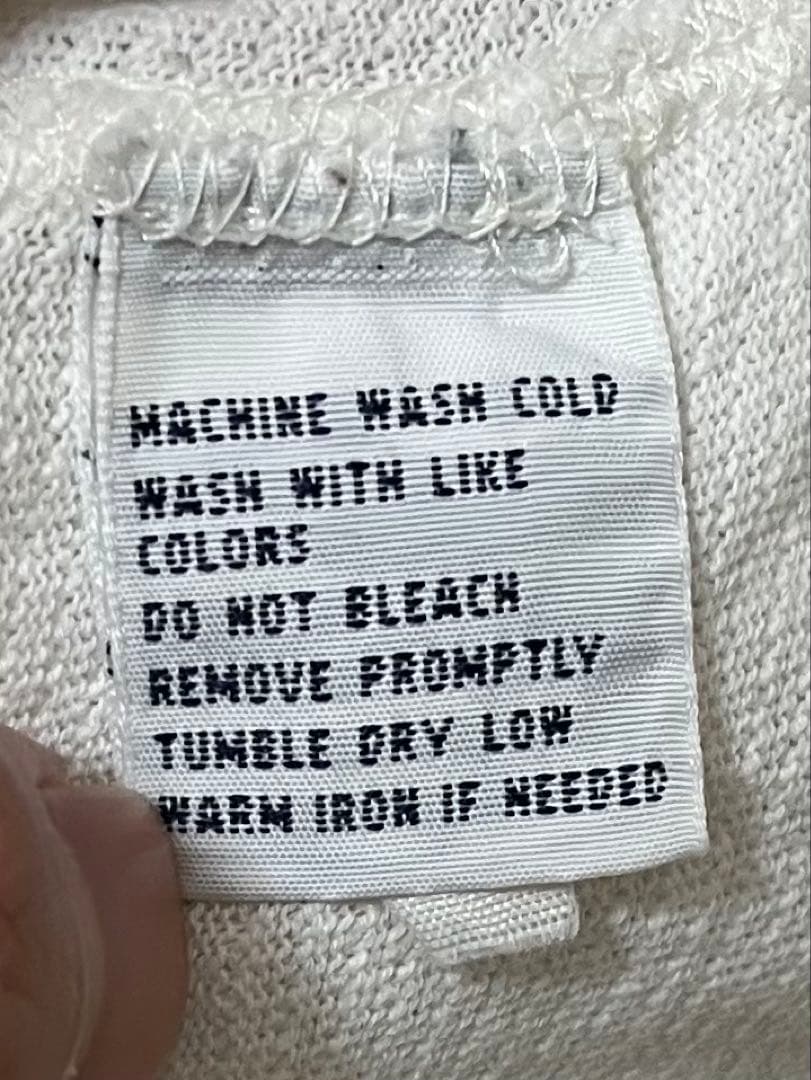 MACHINE WASH COLD
WASH WITH LIKE
COLORS
DO NOT BLEACH
REMOVE PROMPTLY
TUMBLE DRY LOW
WARM IRON IF NEEDED